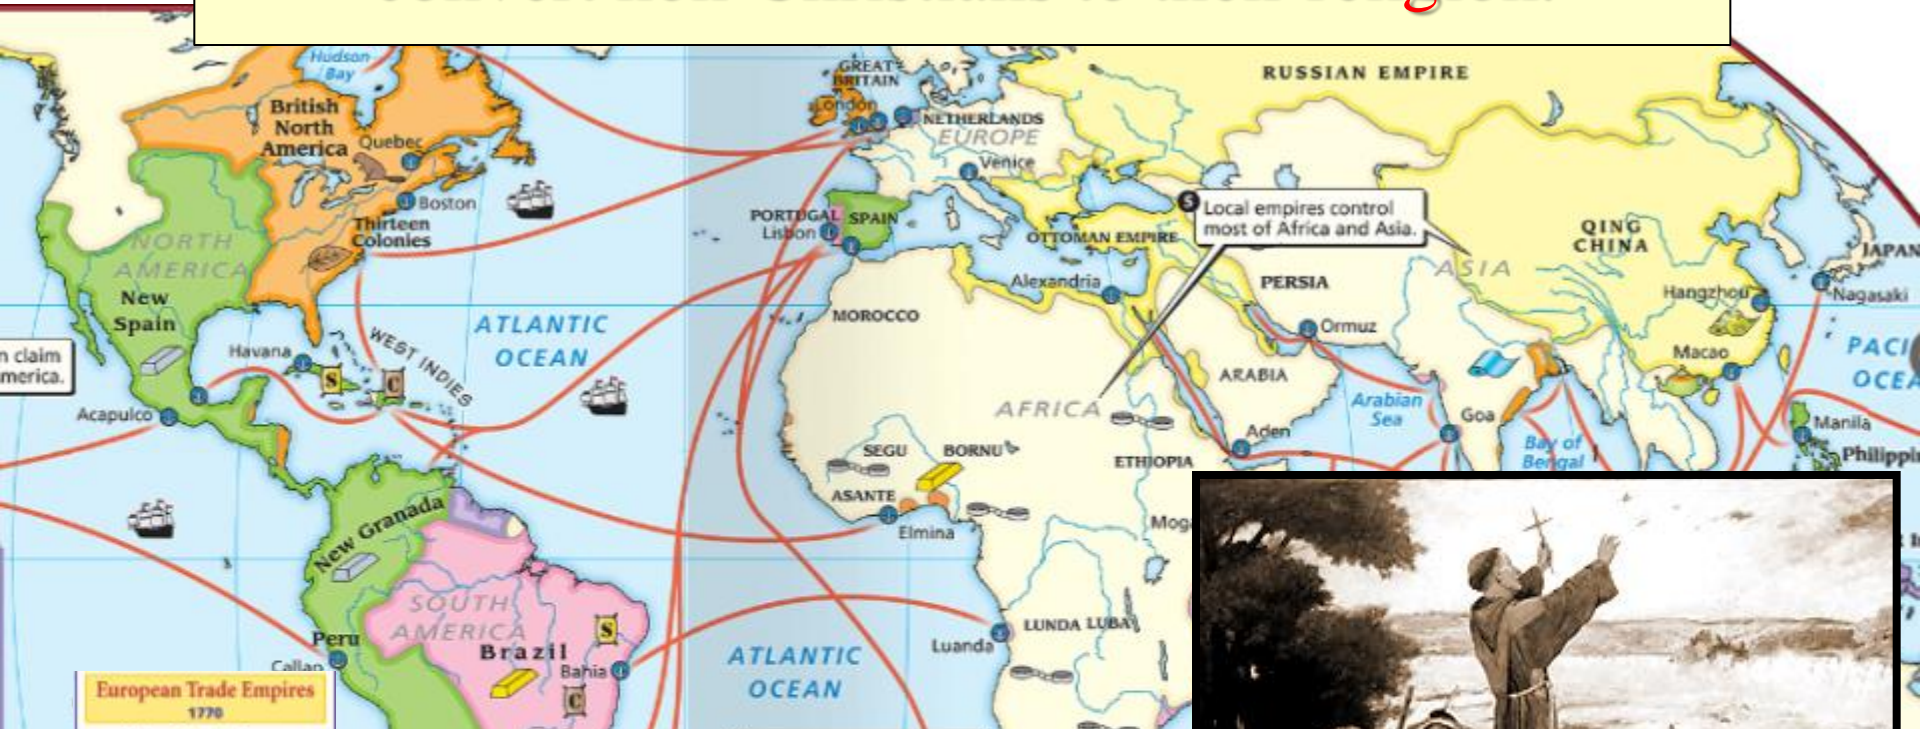 Hudson
Bay
British
North
America
Quebec
Boston
Thirteen
Colonies
NORTH
AMERICA
New
Spain
n claim
merica.
Havana
S
C
WEST INDIES
Acapulco
ATLANTIC
OCEAN
New Granada
SOUTH
AMERICA
Peru
Callao
Brazil
S
Bahia
C
European Trade Empires
1770
ATLANTIC
OCEAN
GREAT
BRITAIN
London
NETHERLANDS
EUROPE
Venice
PORTUGAL
SPAIN
Lisbon
OTTOMAN EMPIRE
Alexandria
MOROCCO
AFRICA
SEGU
BORNU
ASANTE
Elmina
ETHIOPIA
Mog
LUNDA
LUBA
Luanda
RUSSIAN EMPIRE
5
Local empires control
most of Africa and Asia.
PERSIA
Ormuz
ARABIA
Aden
Arabian
Sea
Goa
Bay of
Bengal
ASIA
QING
CHINA
Hangzhou
Macao
JAPAN
Nagasaki
PACI
OCEA
Manila
Philippi